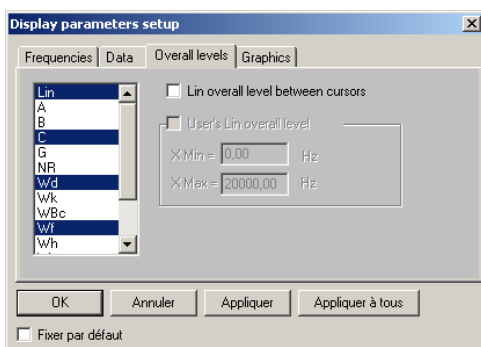 Display parameters setup
Frequencies Data Overall levels Graphics
Lin
A
B
C
G
NR
Wd
Wk
WBc
Wf
Wh
Lin overall level between cursors
User's Lin overall level
X Min = 0,00 Hz
X Max = 20000,00 Hz
OK Annuler Appliquer Appliquer à tous
Fixer par défaut